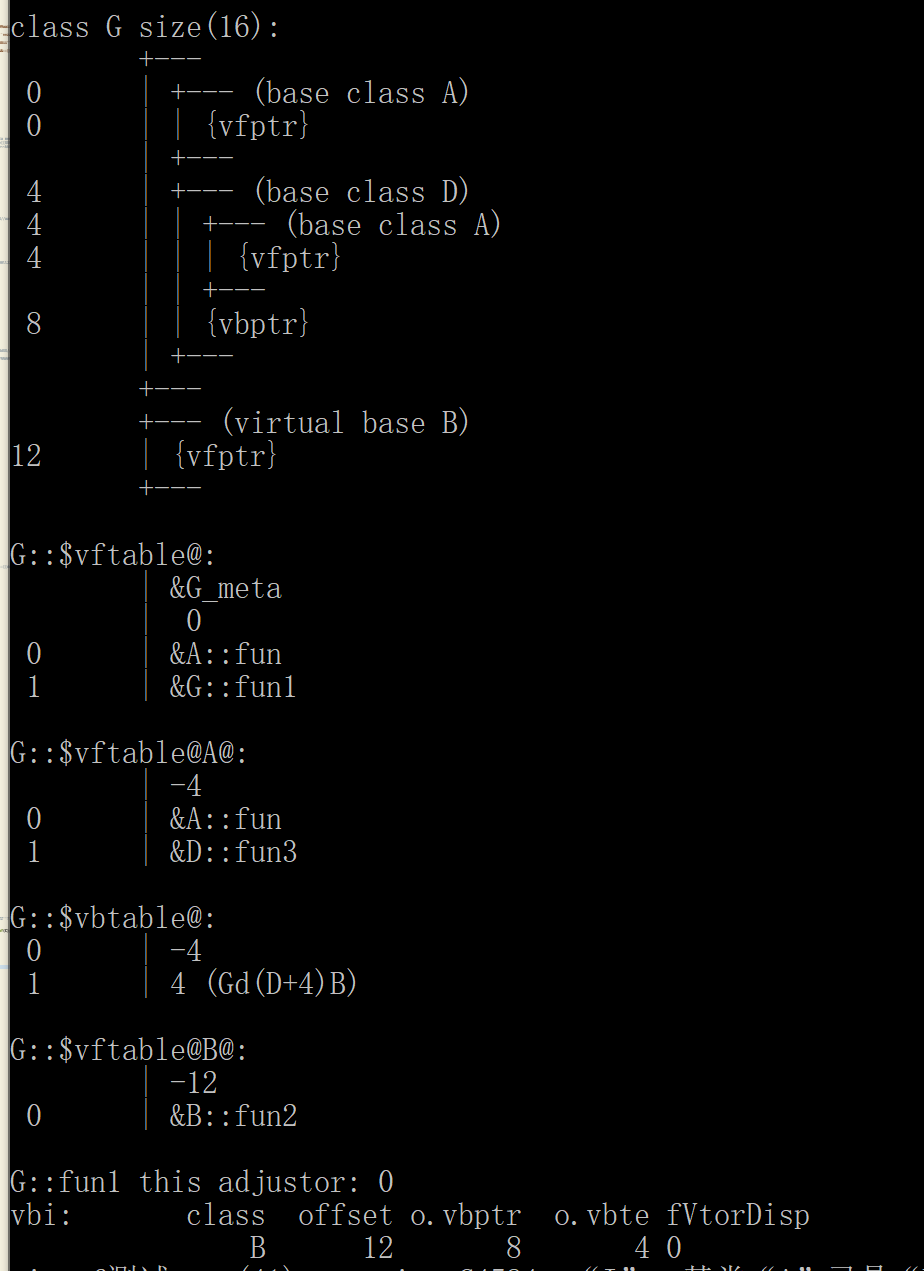 class G size(16):
        +---
 0      | +--- (base class A)
 0      | | {vfptr}
        | +---
 4      | +--- (base class D)
 4      | | +--- (base class A)
 4      | | | {vfptr}
        | | +---
 8      | | {vbptr}
        | +---
        +---
        +--- (virtual base B)
12      | {vfptr}
        +---
G::$vftable@:
        | &G_meta
        |  0
 0      | &A::fun
 1      | &G::fun1
G::$vftable@A@:
        | -4
 0      | &A::fun
 1      | &D::fun3
G::$vbtable@:
 0      | -4
 1      | 4 (Gd(D+4)B)
G::$vftable@B@:
        | -12
 0      | &B::fun2
G::fun1 this adjustor: 0
vbi:       class  offset o.vbptr  o.vbte fVtorDisp
               B      12       8       4 0